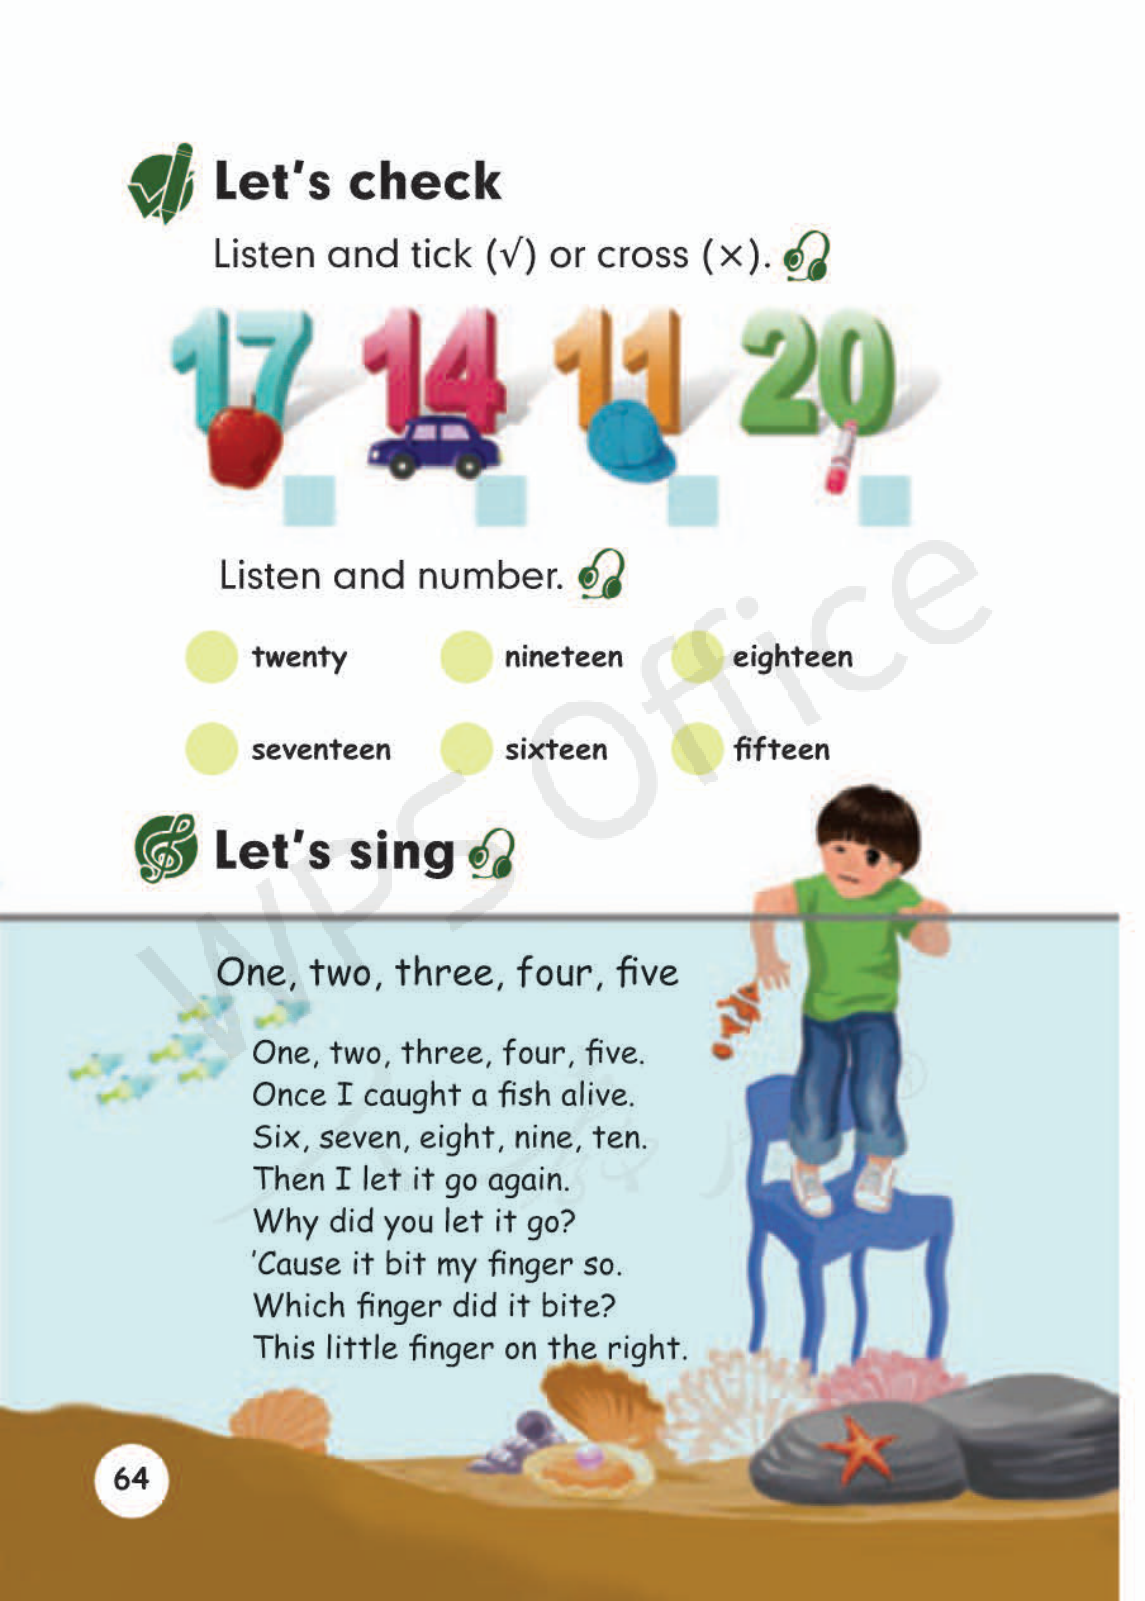 Let's check
Listen and tick (√) or cross (×).
17 14 11 20
Listen and number.
twenty nineteen eighteen
seventeen sixteen fifteen
Let's sing
One, two, three, four, five
One, two, three, four, five.
Once I caught a fish alive.
Six, seven, eight, nine, ten.
Then I let it go again.
Why did you let it go?
'Cause it bit my finger so.
Which finger did it bite?
This little finger on the right.
64
WPS Office